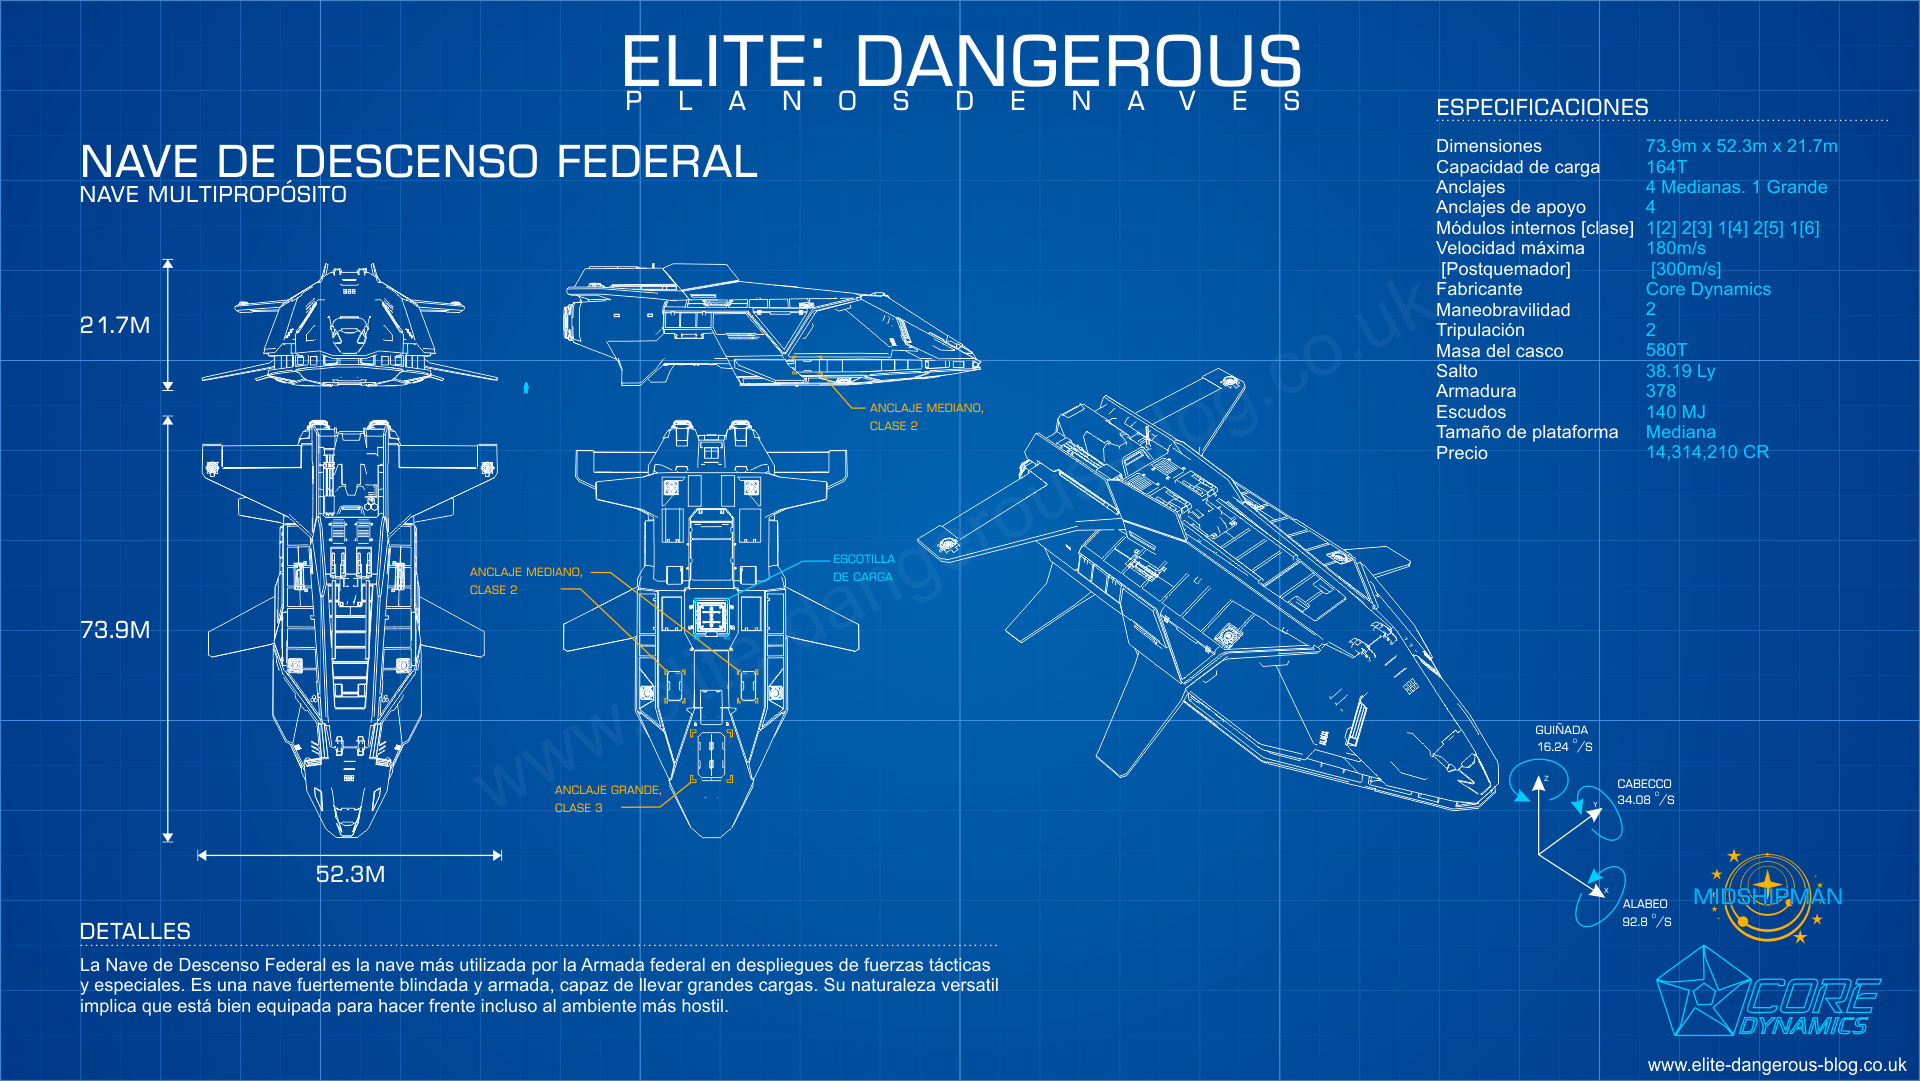 ELITE: DANGEROUS
PLANOS DE NAVES
NAVE DE DESCENSO FEDERAL
NAVE MULTIPROPÓSITO
ESPECIFICACIONES
Dimensiones 73.9m x 52.3m x 21.7m
Capacidad de carga 164T
Anclajes 4 Medianas. 1 Grande
Anclajes de apoyo 4
Módulos internos [clase] 1[2] 2[3] 1[4] 2[5] 1[6]
Velocidad máxima 180m/s
[Postquemador] [300m/s]
Fabricante Core Dynamics
Maneobravilidad 2
Tripulación 2
Masa del casco 580T
Salto 38.19 Ly
Armadura 378
Escudos 140 MJ
Tamaño de plataforma Mediana
Precio 14,314,210 CR
21.7M
ANCLAJE MEDIANO,
CLASE 2
73.9M
ANCLAJE MEDIANO,
CLASE 2
ESCOTILLA
DE CARGA
ANCLAJE GRANDE,
CLASE 3
52.3M
www.elite-dangerous-blog.co.uk
GUIÑADA
16.24 °/S
Z
CABECCO
34.08 °/S
Y
X
ALABEO
92.8 °/S
MIDSHIPMAN
DETALLES
La Nave de Descenso Federal es la nave más utilizada por la Armada federal en despliegues de fuerzas tácticas
y especiales. Es una nave fuertemente blindada y armada, capaz de llevar grandes cargas. Su naturaleza versatil
implica que está bien equipada para hacer frente incluso al ambiente más hostil.
CORE
DYNAMICS
www.elite-dangerous-blog.co.uk